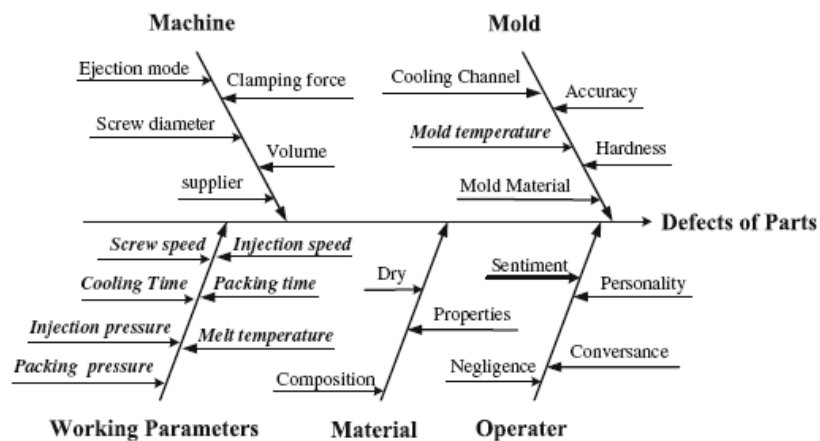 Machine
Mold
Ejection mode
Clamping force
Cooling Channel
Accuracy
Screw diameter
Mold temperature
Volume
Hardness
supplier
Mold Material
Defects of Parts
Screw speed
Injection speed
Sentiment
Dry
Cooling Time
Packing time
Personality
Properties
Injection pressure
Melt temperature
Conversance
Packing pressure
Composition
Negligence
Working Parameters
Material
Operater